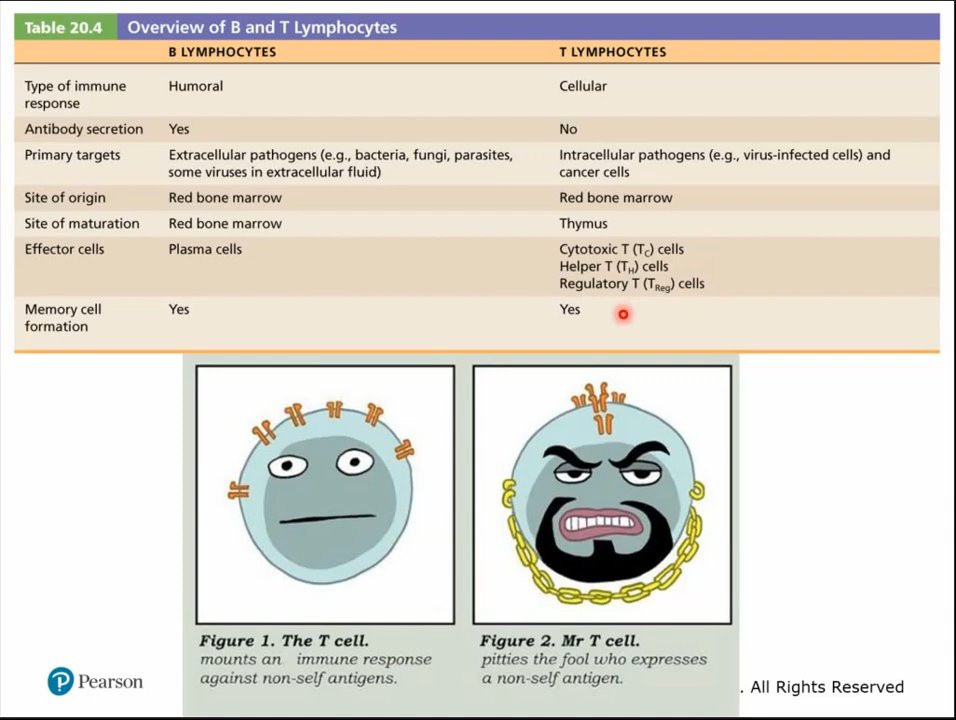 Table 20.4 Overview of B and T Lymphocytes
B LYMPHOCYTES T LYMPHOCYTES
Type of immune Humoral Cellular
response
Antibody secretion Yes No
Primary targets Extracellular pathogens (e.g., bacteria, fungi, parasites, Intracellular pathogens (e.g., virus-infected cells) and
some viruses in extracellular fluid) cancer cells
Site of origin Red bone marrow Red bone marrow
Site of maturation Red bone marrow Thymus
Effector cells Plasma cells Cytotoxic T (TC) cells
Helper T (TH) cells
Regulatory T (TReg) cells
Memory cell Yes Yes
formation
Figure 1. The T cell.
mounts an immune response
against non-self antigens.
Figure 2. Mr T cell.
pitties the fool who expresses
a non-self antigen.
P Pearson
. All Rights Reserved